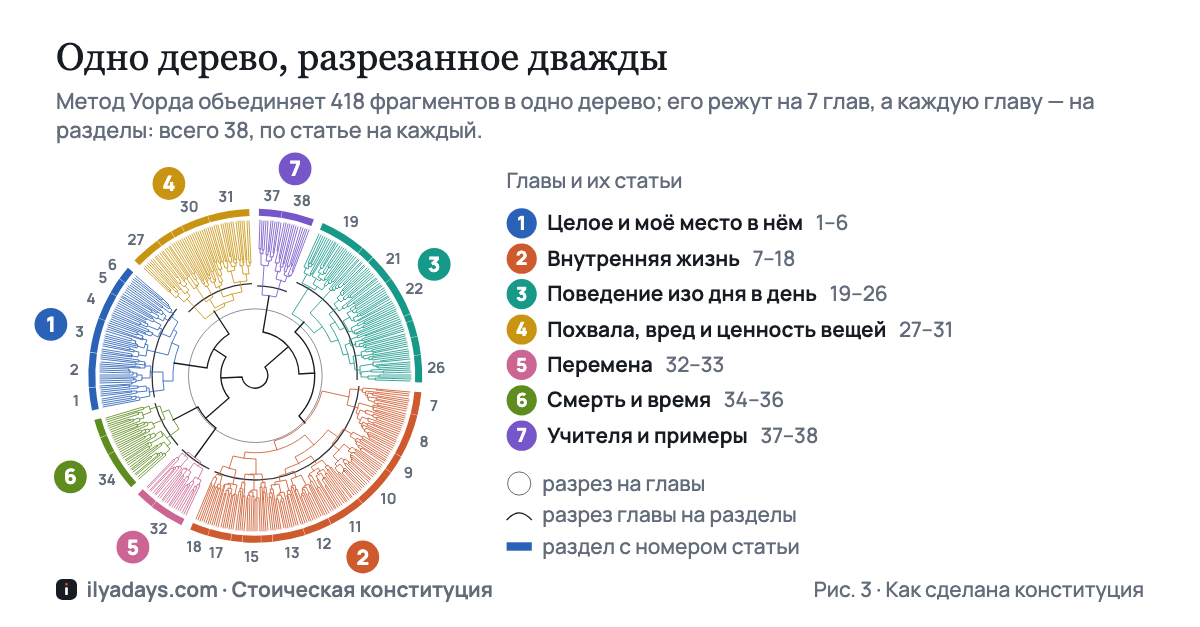 Одно дерево, разрезанное дважды
Метод Уорда объединяет 418 фрагментов в одно дерево; его режут на 7 глав, а каждую главу — на
разделы: всего 38, по статье на каждый.
7
4
37
38
31
30
19
27
21
3
6
5
22
4
1
3
2
26
1
7
8
6
34
9
10
32
11
5
18
17
15
13
12
2
Главы и их статьи
1 Целое и моё место в нём 1–6
2 Внутренняя жизнь 7–18
3 Поведение изо дня в день 19–26
4 Похвала, вред и ценность вещей 27–31
5 Перемена 32–33
6 Смерть и время 34–36
7 Учителя и примеры 37–38
разрез на главы
разрез главы на разделы
раздел с номером статьи
i ilyadays.com · Стоическая конституция
Рис. 3 · Как сделана конституция